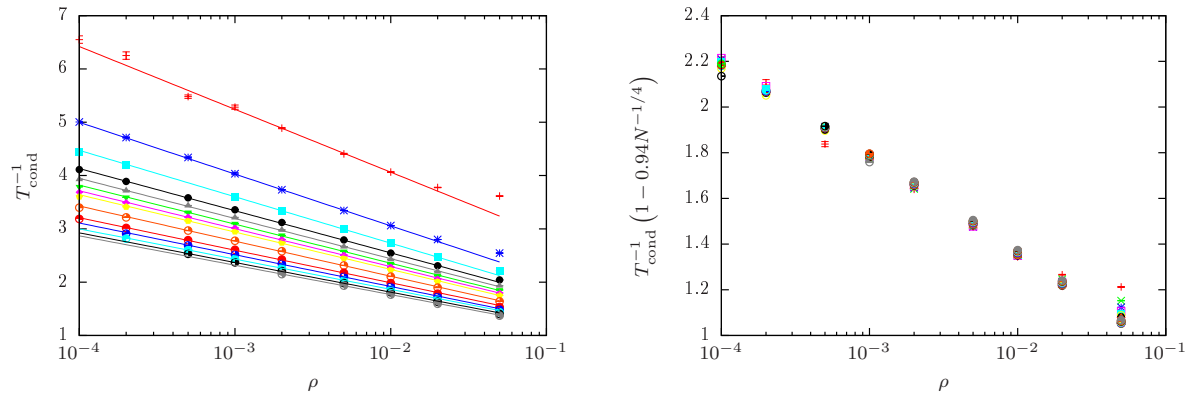 7
6
5
4
3
2
1
10⁻⁴ 10⁻³ 10⁻² 10⁻¹
ρ
T_cond⁻¹
2.4
2.2
2
1.8
1.6
1.4
1.2
1
10⁻⁴ 10⁻³ 10⁻² 10⁻¹
ρ
T_cond⁻¹ (1 − 0.94N^(−1/4))